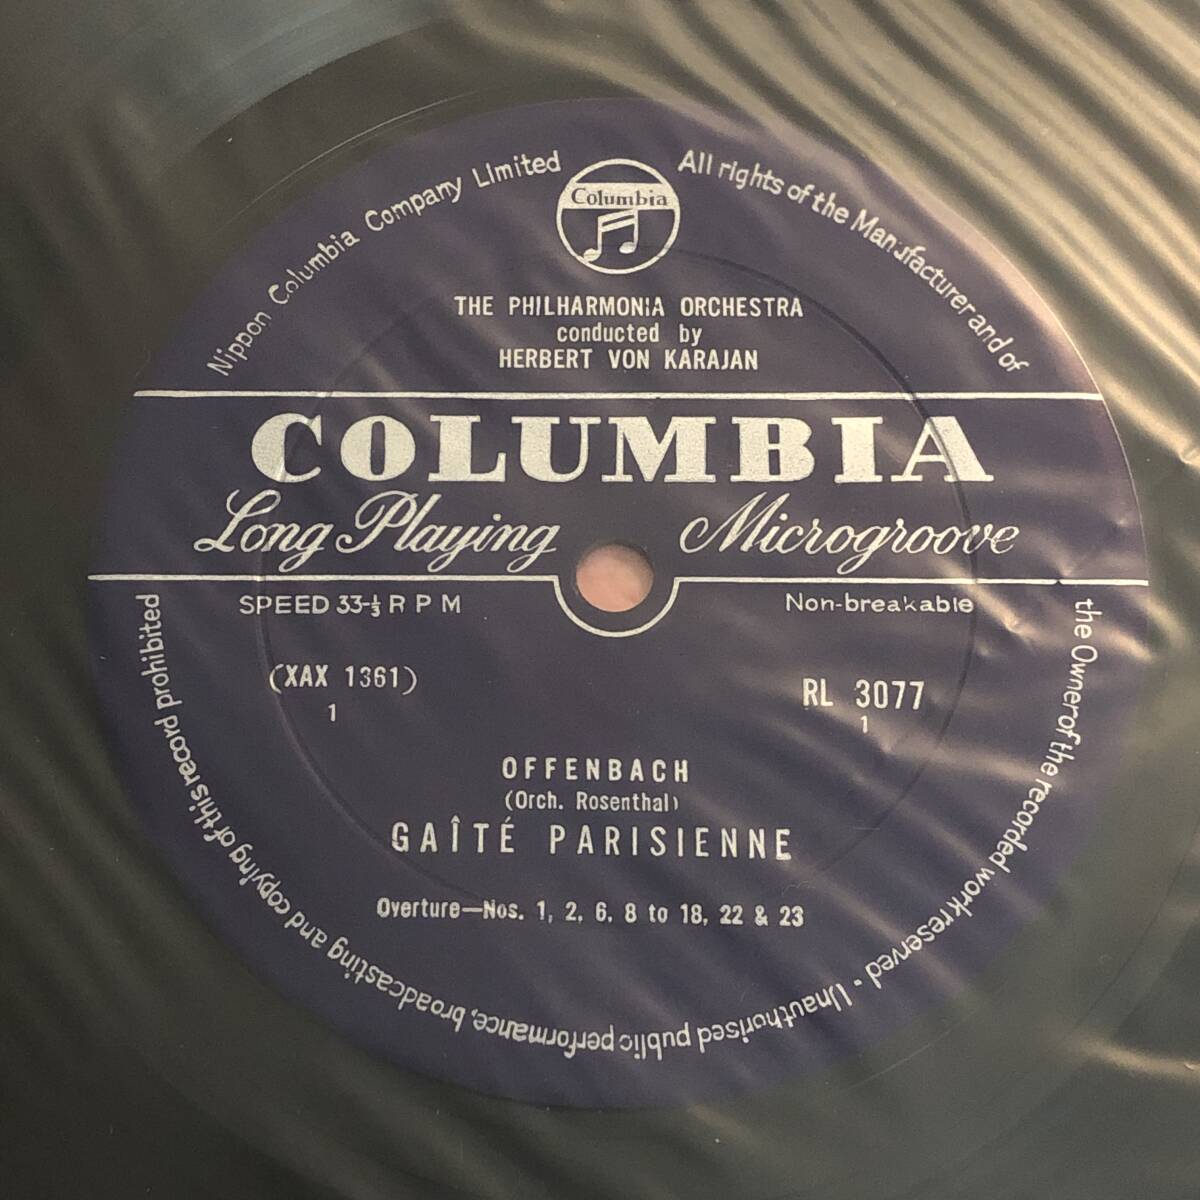 Nippon Columbia Company Limited
Columbia
All rights of the Manufacturer and of
the Owner of the recorded work reserved - Unauthorised public performance, broadcasting and copying of this record prohibited
THE PHILHARMONIA ORCHESTRA
conducted by
HERBERT VON KARAJAN
COLUMBIA
Long Playing Microgroove
SPEED 33-⅓ R P M Non-breakable
(XAX 1361) RL 3077
1 1
OFFENBACH
(Orch. Rosenthal)
GAÎTÉ PARISIENNE
Overture—Nos. 1, 2, 6, 8 to 18, 22 & 23